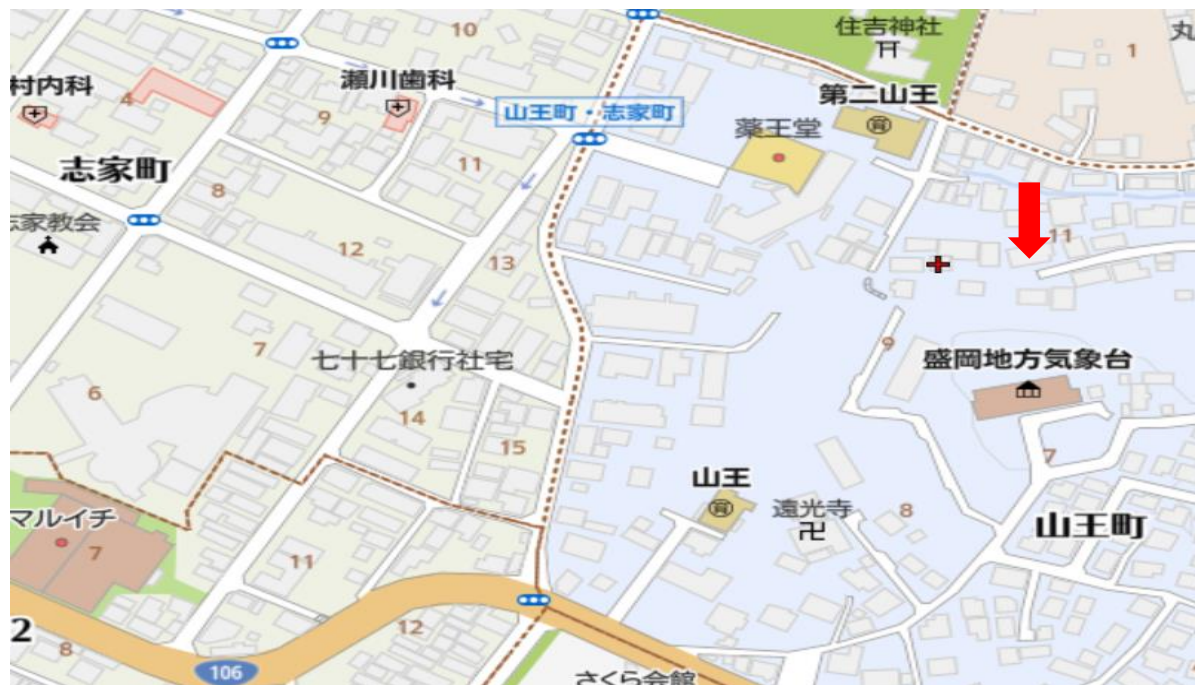 10
住吉神社
丸
1
村内科
4
瀬川歯科
9
山王町・志家町
第二山王
薬王堂
11
志家町
8
志家教会
12
13
11
9
7
七十七銀行社宅
盛岡地方気象台
6
14
15
7
山王
遠光寺
8
山王町
マルイチ
7
11
2
12
8
106
さくら会館